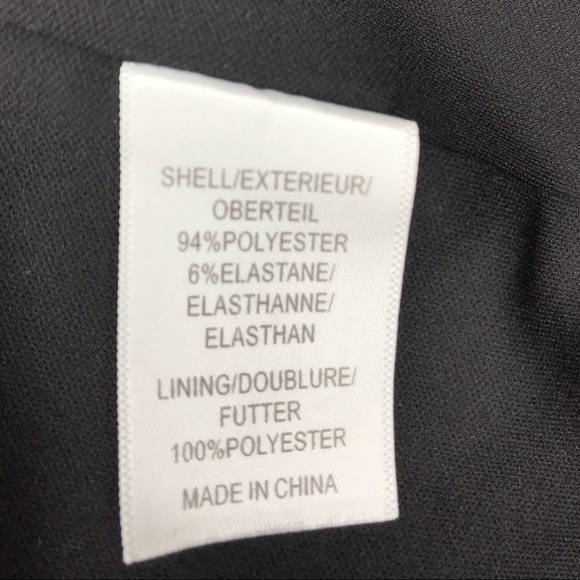 SHELL/EXTERIEUR/
OBERTEIL
94%POLYESTER
6%ELASTANE/
ELASTHANNE/
ELASTHAN
LINING/DOUBLURE/
FUTTER
100%POLYESTER
MADE IN CHINA